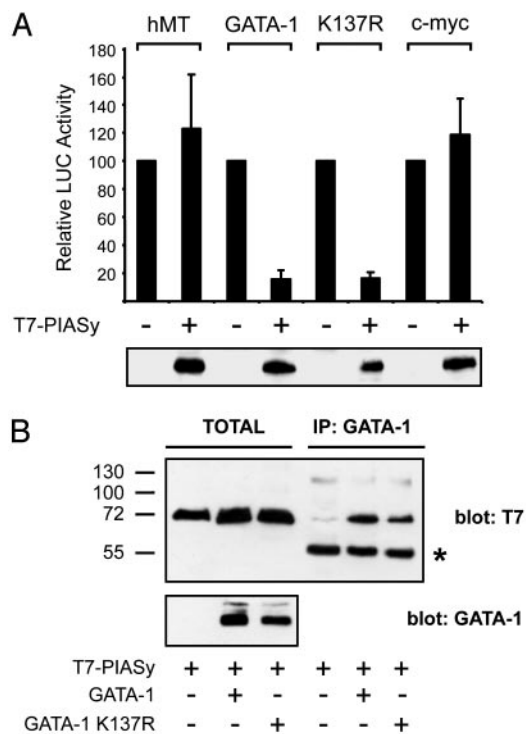 A
hMT GATA-1 K137R c-myc
180
160
140
120
100
80
60
40
20
Relative LUC Activity
T7-PIASy - + - + - + - +
B
TOTAL IP: GATA-1
130
100
72
55
blot: T7
*
blot: GATA-1
T7-PIASy + + + + + +
GATA-1 - + - - + -
GATA-1 K137R - - + - - +